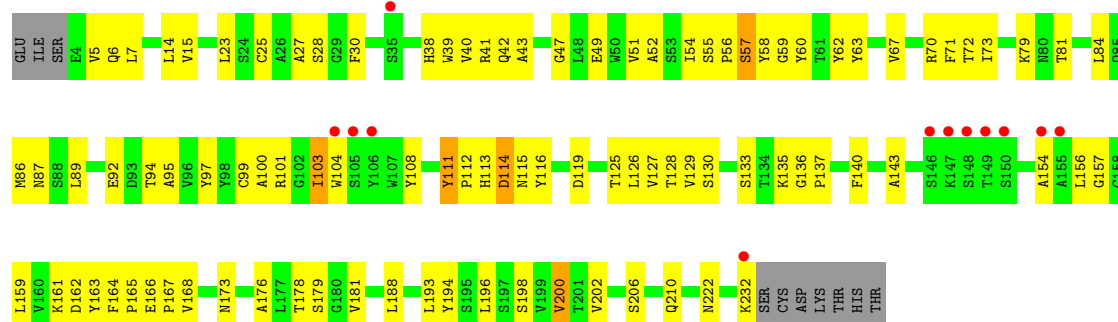 GLU ILE SER E4 V5 Q6 L7 L14 V15 L23 S24 C25 A26 A27 S28 G29 F30 S35 H38 W39 V40 R41 Q42 A43 G47 L48 E49 W50 V51 A52 S53 I54 S55 P56 S57 Y58 G59 Y60 T61 Y62 Y63 V67 R70 F71 T72 I73 K79 N80 T81 L84 Q85
M86 N87 S88 L89 E92 D93 T94 A95 V96 Y97 Y98 C99 A100 R101 G102 I103 W104 S105 Y106 W107 Y108 Y111 P112 H113 D114 N115 Y116 D119 T125 L126 V127 T128 V129 S130 S133 T134 K135 G136 P137 F140 A143 S146 K147 S148 T149 S150 A154 A155 L156 G157 C158
L159 V160 K161 D162 Y163 F164 P165 E166 P167 V168 N173 A176 L177 T178 S179 G180 V181 L188 L193 Y194 S195 L196 S197 S198 V199 V200 T201 V202 S206 Q210 N222 K232 SER CYS ASP LYS THR HIS THR